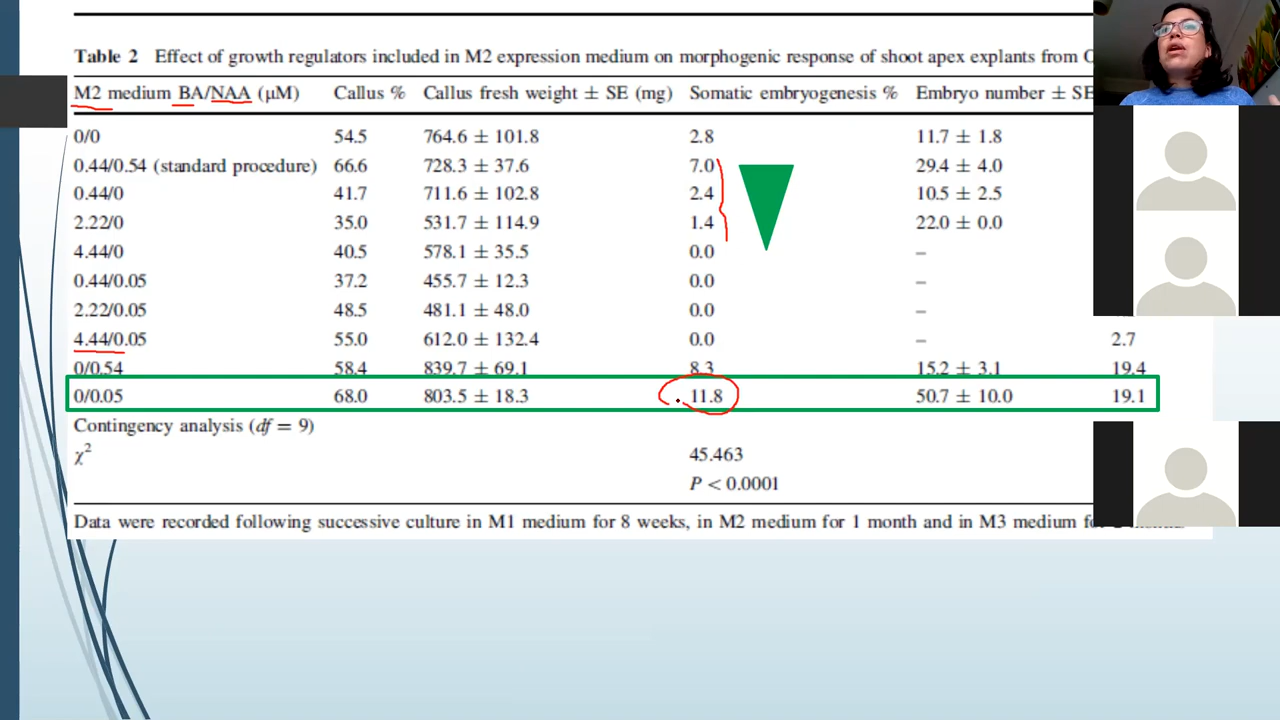 Table 2 Effect of growth regulators included in M2 expression medium on morphogenic response of shoot apex explants from
M2 medium BA/NAA (μM) Callus % Callus fresh weight ± SE (mg) Somatic embryogenesis % Embryo number ± SE
0/0 54.5 764.6 ± 101.8 2.8 11.7 ± 1.8
0.44/0.54 (standard procedure) 66.6 728.3 ± 37.6 7.0 29.4 ± 4.0
0.44/0 41.7 711.6 ± 102.8 2.4 10.5 ± 2.5
2.22/0 35.0 531.7 ± 114.9 1.4 22.0 ± 0.0
4.44/0 40.5 578.1 ± 35.5 0.0 –
0.44/0.05 37.2 455.7 ± 12.3 0.0 –
2.22/0.05 48.5 481.1 ± 48.0 0.0 –
4.44/0.05 55.0 612.0 ± 132.4 0.0 – 2.7
0/0.54 58.4 839.7 ± 69.1 8.3 15.2 ± 3.1 19.4
0/0.05 68.0 803.5 ± 18.3 11.8 50.7 ± 10.0 19.1
Contingency analysis (df = 9)
χ² 45.463
P < 0.0001
Data were recorded following successive culture in M1 medium for 8 weeks, in M2 medium for 1 month and in M3 medium